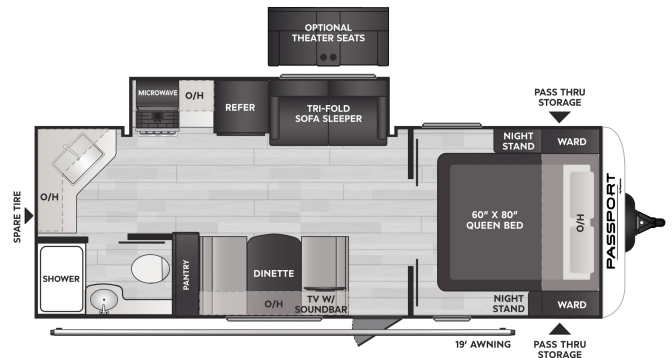 OPTIONAL
THEATER SEATS
MICROWAVE
O/H
REFER
TRI-FOLD
SOFA SLEEPER
PASS THRU
STORAGE
NIGHT
STAND
WARD
O/H
SPARE TIRE
60" X 80"
QUEEN BED
O/H
PASSPORT
SHOWER
PANTRY
DINETTE
O/H
TV W/
SOUNDBAR
NIGHT
STAND
WARD
19' AWNING
PASS THRU
STORAGE